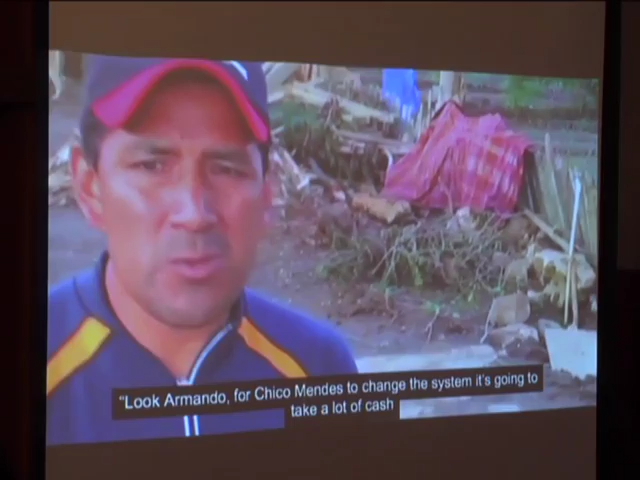 "Look Armando, for Chico Mendes to change the system it's going to
take a lot of cash